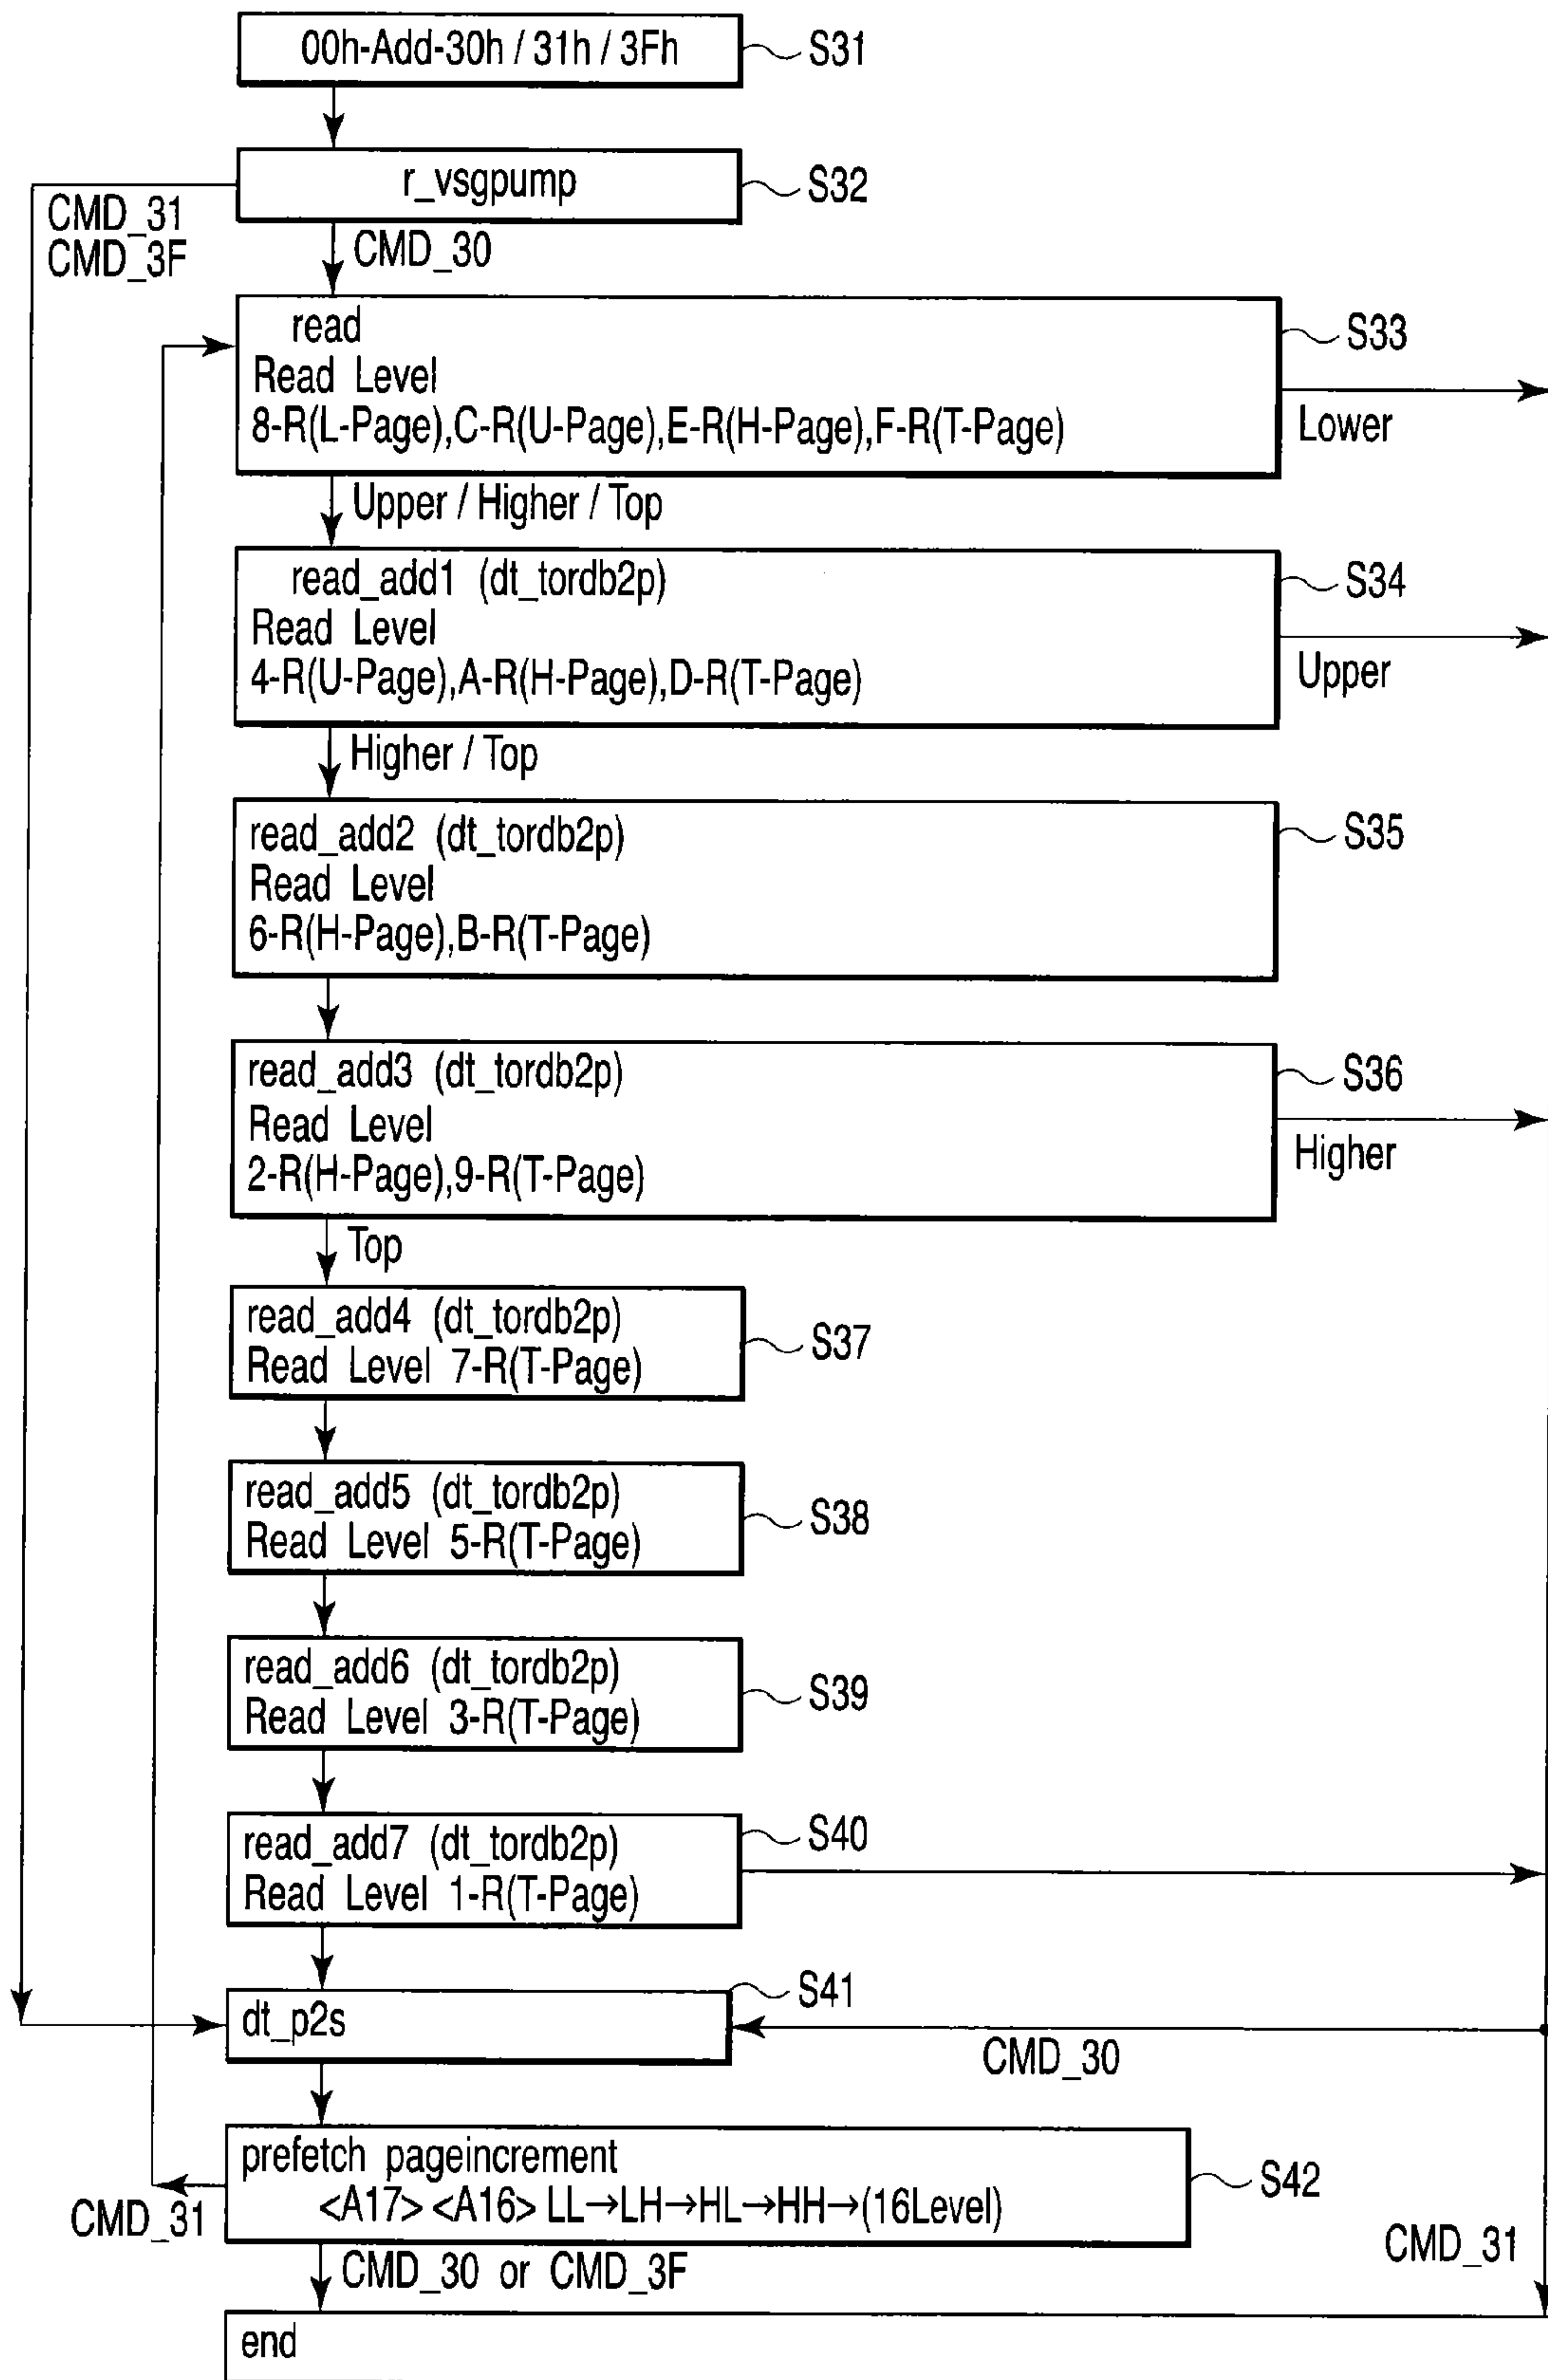 00h-Add-30h / 31h / 3Fh
S31
r_vsgpump
S32
CMD_31
CMD_3F
CMD_30
read
Read Level
8-R(L-Page),C-R(U-Page),E-R(H-Page),F-R(T-Page)
S33
Lower
Upper / Higher / Top
read_add1 (dt_tordb2p)
Read Level
4-R(U-Page),A-R(H-Page),D-R(T-Page)
S34
Upper
Higher / Top
read_add2 (dt_tordb2p)
Read Level
6-R(H-Page),B-R(T-Page)
S35
read_add3 (dt_tordb2p)
Read Level
2-R(H-Page),9-R(T-Page)
S36
Higher
Top
read_add4 (dt_tordb2p)
Read Level 7-R(T-Page)
S37
read_add5 (dt_tordb2p)
Read Level 5-R(T-Page)
S38
read_add6 (dt_tordb2p)
Read Level 3-R(T-Page)
S39
read_add7 (dt_tordb2p)
Read Level 1-R(T-Page)
S40
dt_p2s
S41
CMD_30
prefetch pageincrement
<A17> <A16> LL→LH→HL→HH→(16Level)
S42
CMD_31
CMD_31
CMD_30 or CMD_3F
end